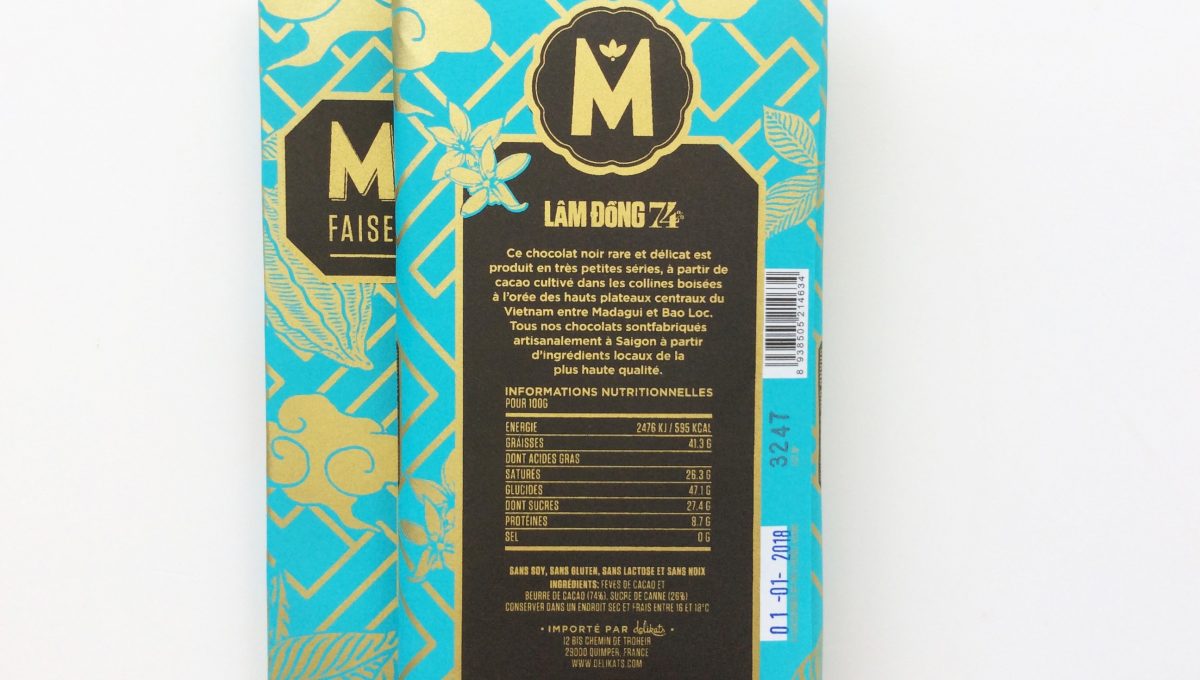 M
FAISE
M
LÂM ĐỒNG 74%
Ce chocolat noir rare et délicat est
produit en très petites séries, à partir de
cacao cultivé dans les collines boisées
à l'orée des hauts plateaux centraux du
Vietnam entre Madagui et Bao Loc.
Tous nos chocolats sontfabriqués
artisanalement à Saigon à partir
d'ingrédients locaux de la
plus haute qualité.
INFORMATIONS NUTRITIONNELLES
POUR 100G
ENERGIE 2476 KJ / 595 KCAL
GRAISSES 41.3 G
DONT ACIDES GRAS
SATURES 26.3 G
GLUCIDES 47.1 G
DONT SUCRES 27.4 G
PROTÉINES 8.7 G
SEL 0 G
SANS SOY, SANS GLUTEN, SANS LACTOSE ET SANS NOIX
INGRÉDIENTS: FEVES DE CACAO ET
BEURRE DE CACAO (74%), SUCRE DE CANNE (26%)
CONSERVER DANS UN ENDROIT SEC ET FRAIS ENTRE 16 ET 18°C
• IMPORTÉ PAR delikats •
12 BIS CHEMIN DE TROHEIR
29000 QUIMPER, FRANCE
WWW.DELIKATS.COM
8 938505 214634
3247
01-01-2018